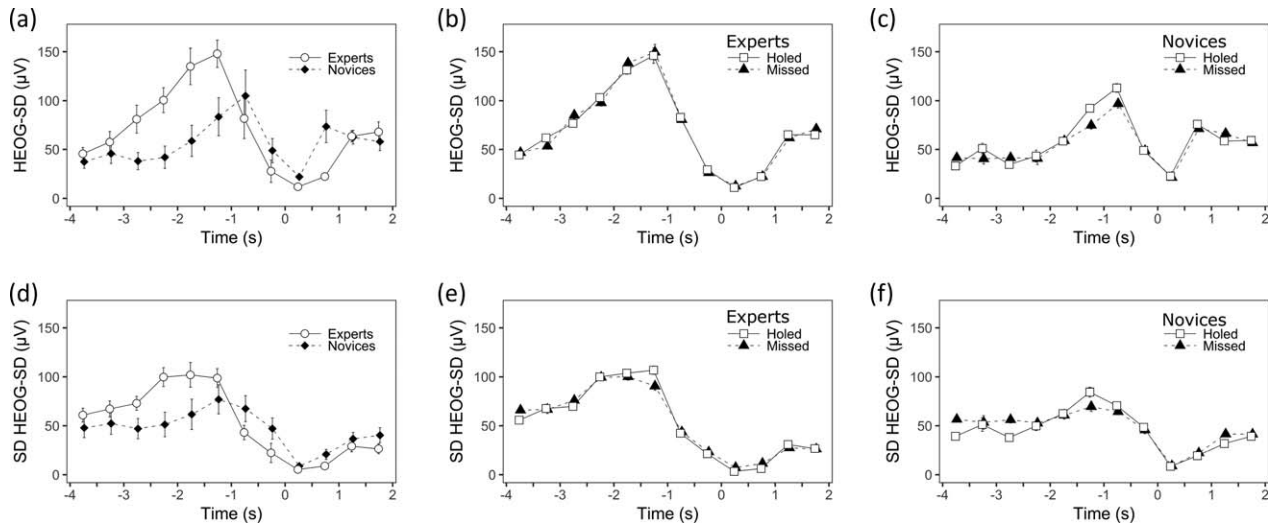 (a)
150
100
50
0
HEOG-SD (µV)
Experts
Novices
-4 -3 -2 -1 0 1 2
Time (s)
(b)
150
100
50
0
HEOG-SD (µV)
Experts
Holed
Missed
-4 -3 -2 -1 0 1 2
Time (s)
(c)
150
100
50
0
HEOG-SD (µV)
Novices
Holed
Missed
-4 -3 -2 -1 0 1 2
Time (s)
(d)
150
100
50
0
SD HEOG-SD (µV)
Experts
Novices
-4 -3 -2 -1 0 1 2
Time (s)
(e)
150
100
50
0
SD HEOG-SD (µV)
Experts
Holed
Missed
-4 -3 -2 -1 0 1 2
Time (s)
(f)
150
100
50
0
SD HEOG-SD (µV)
Novices
Holed
Missed
-4 -3 -2 -1 0 1 2
Time (s)